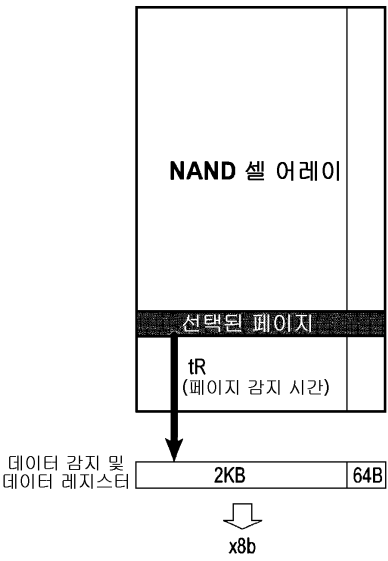 NAND 셀 어레이
선택된 페이지
tR
(페이지 감지 시간)
데이터 감지 및
데이터 레지스터
2KB
64B
x8b